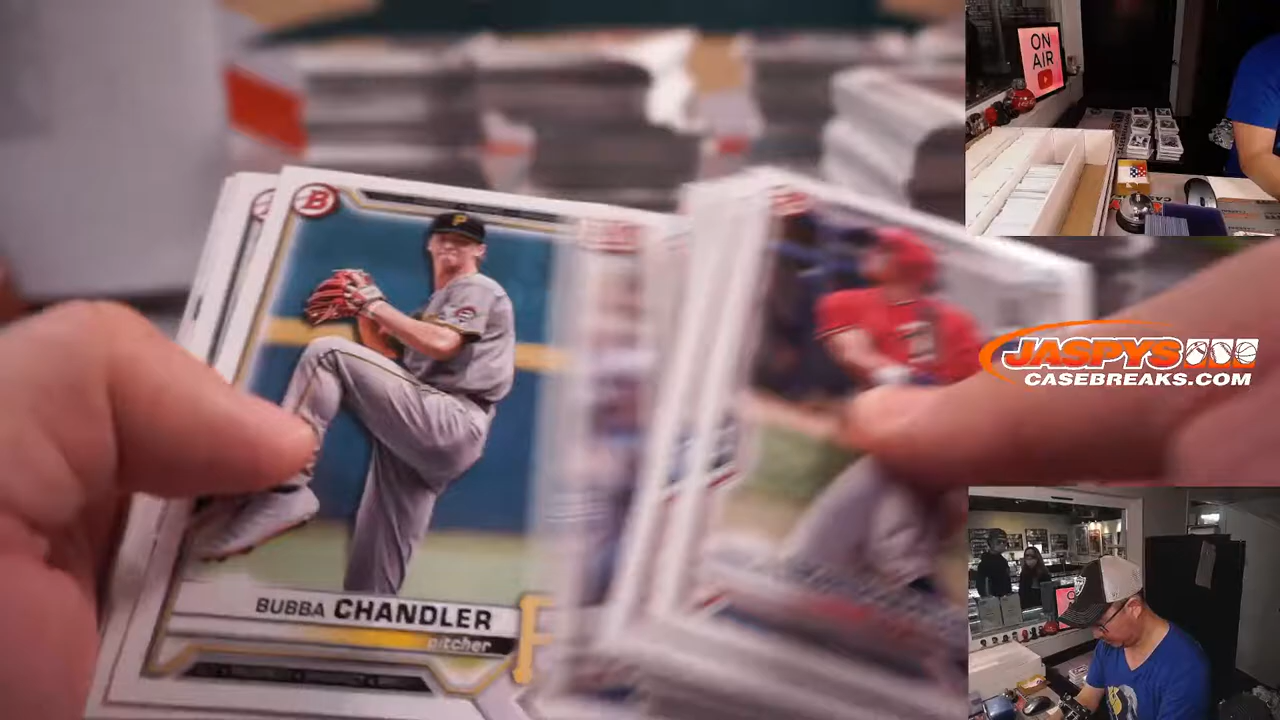 ON
AIR
B
P
BUBBA CHANDLER
pitcher
P
JASPYS
CASEBREAKS.COM